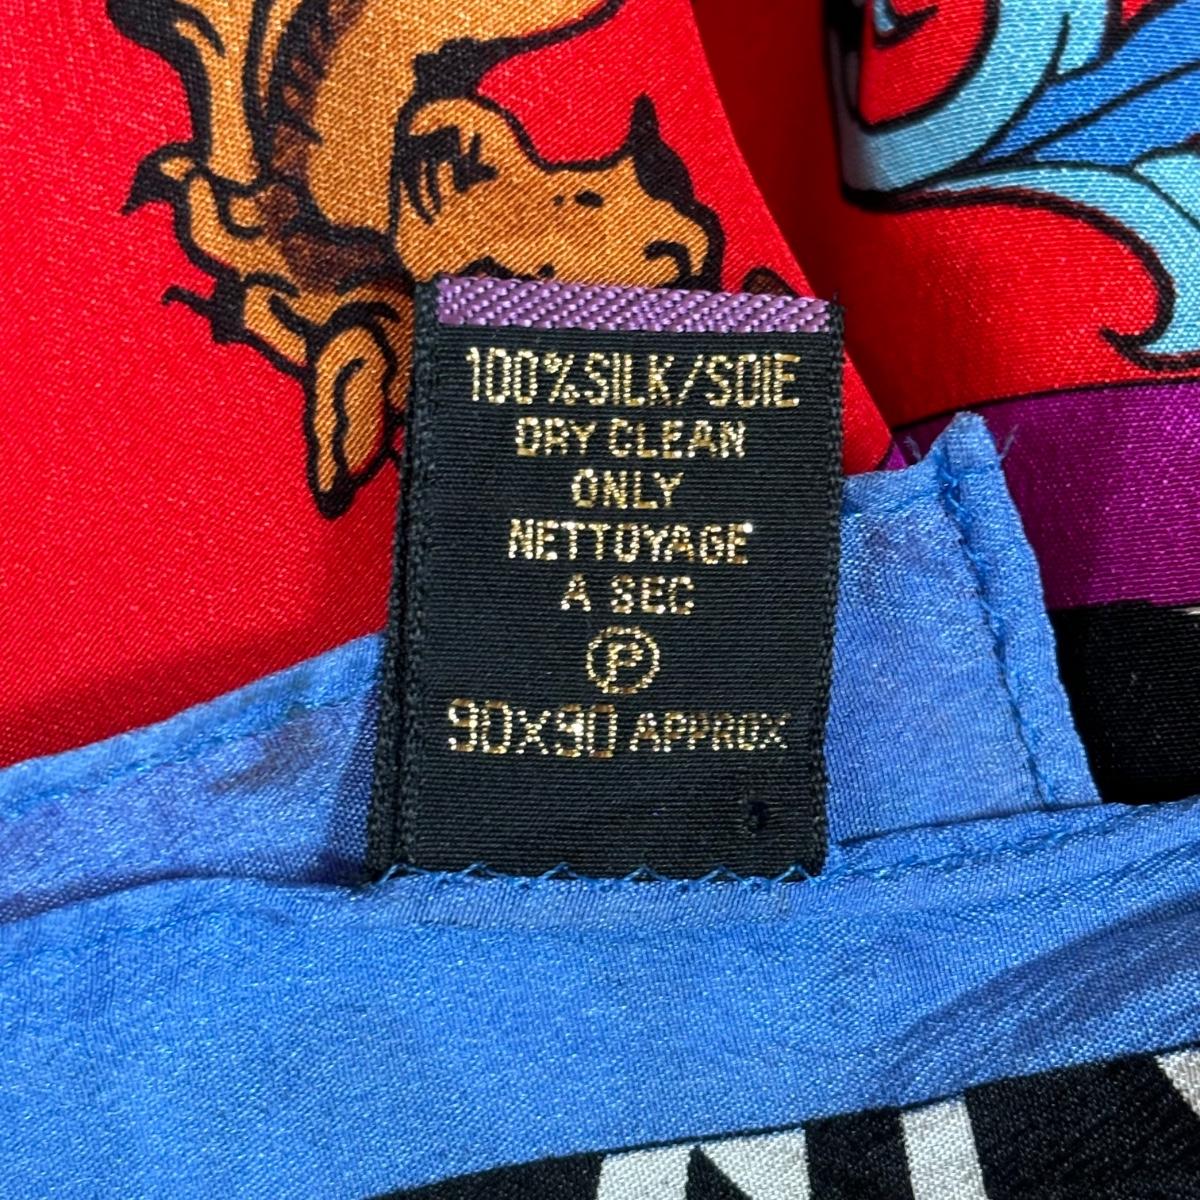 100%SILK/SOIE
DRY CLEAN
ONLY
NETTOYAGE
A SEC
Ⓟ
90X90 APPROX